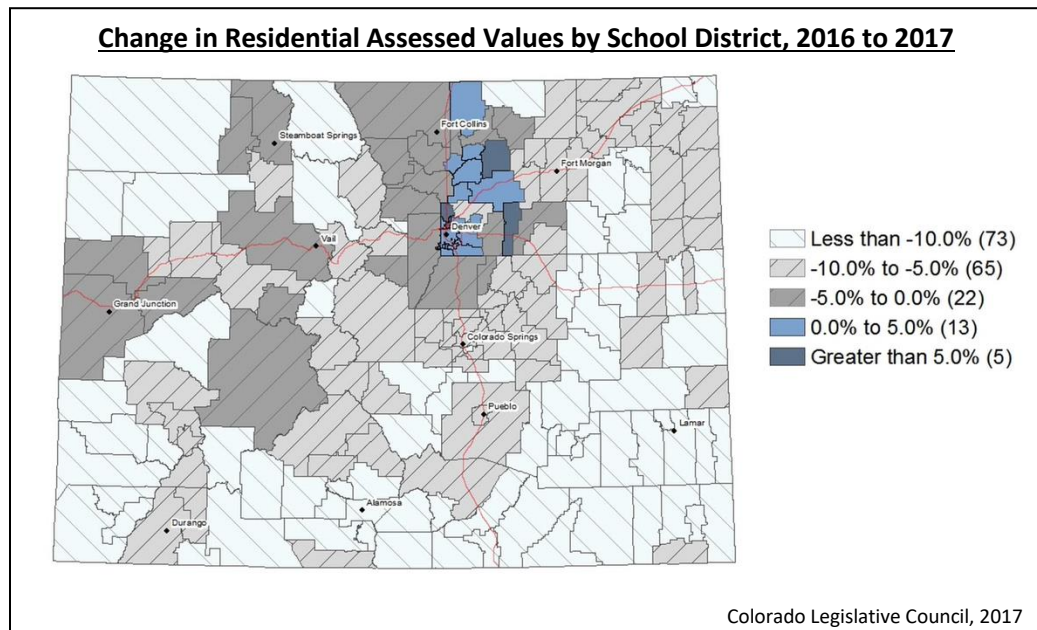 Change in Residential Assessed Values by School District, 2016 to 2017
Fort Collins
Steamboat Springs
Fort Morgan
Denver
Vail
Grand Junction
Colorado Springs
Pueblo
Lamar
Alamosa
Durango
Less than -10.0% (73)
-10.0% to -5.0% (65)
-5.0% to 0.0% (22)
0.0% to 5.0% (13)
Greater than 5.0% (5)
Colorado Legislative Council, 2017